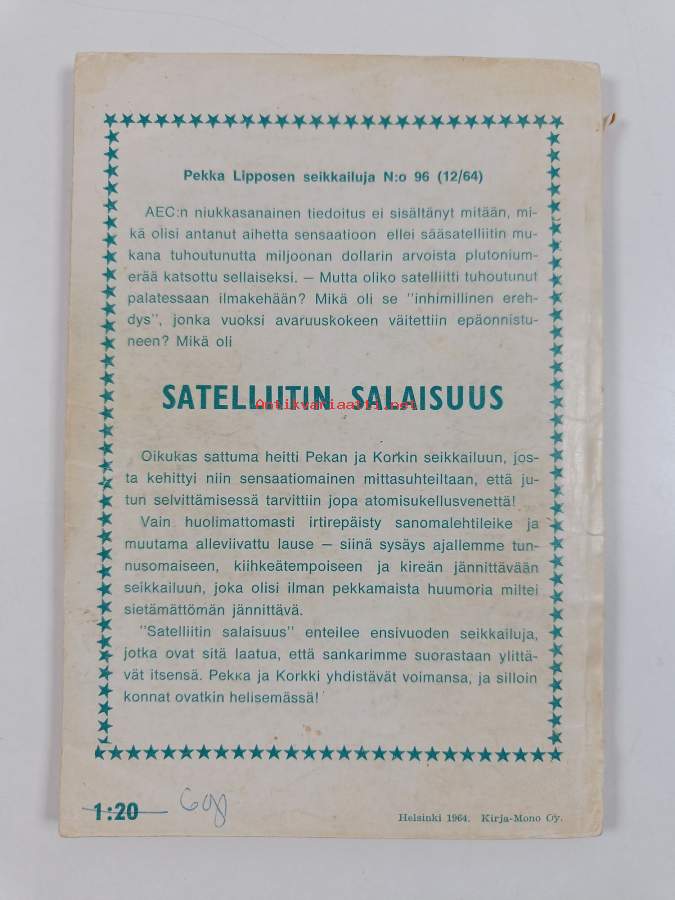 Pekka Lipposen seikkailuja N:o 96 (12/64)
AEC:n niukkasanainen tiedoitus ei sisältänyt mitään, mi-
kä olisi antanut aihetta sensaatioon ellei sääsatelliitin mu-
kana tuhoutunutta miljoonan dollarin arvoista plutonium-
erää katsottu sellaiseksi. — Mutta oliko satelliitti tuhoutunut
palatessaan ilmakehään? Mikä oli se "inhimillinen ereh-
dys", jonka vuoksi avaruuskokeen väitettiin epäonnistu-
neen? Mikä oli
SATELLIITIN SALAISUUS
Antikvariaatti.net
Oikukas sattuma heitti Pekan ja Korkin seikkailuun, jos-
ta kehittyi niin sensaatiomainen mittasuhteiltaan, että ju-
tun selvittämisessä tarvittiin jopa atomisukellusvenettä!
Vain huolimattomasti irtirepäisty sanomalehtileike ja
muutama alleviivattu lause — siinä sysäys ajallemme tun-
nusomaiseen, kiihkeätempoiseen ja kireän jännittävään
seikkailuun, joka olisi ilman pekkamaista huumoria miltei
sietämättömän jännittävä.
"Satelliitin salaisuus" enteilee ensivuoden seikkailuja,
jotka ovat sitä laatua, että sankarimme suorastaan ylittä-
vät itsensä. Pekka ja Korkki yhdistävät voimansa, ja silloin
konnat ovatkin helisemässä!
1:20
Helsinki 1964. Kirja-Mono Oy.